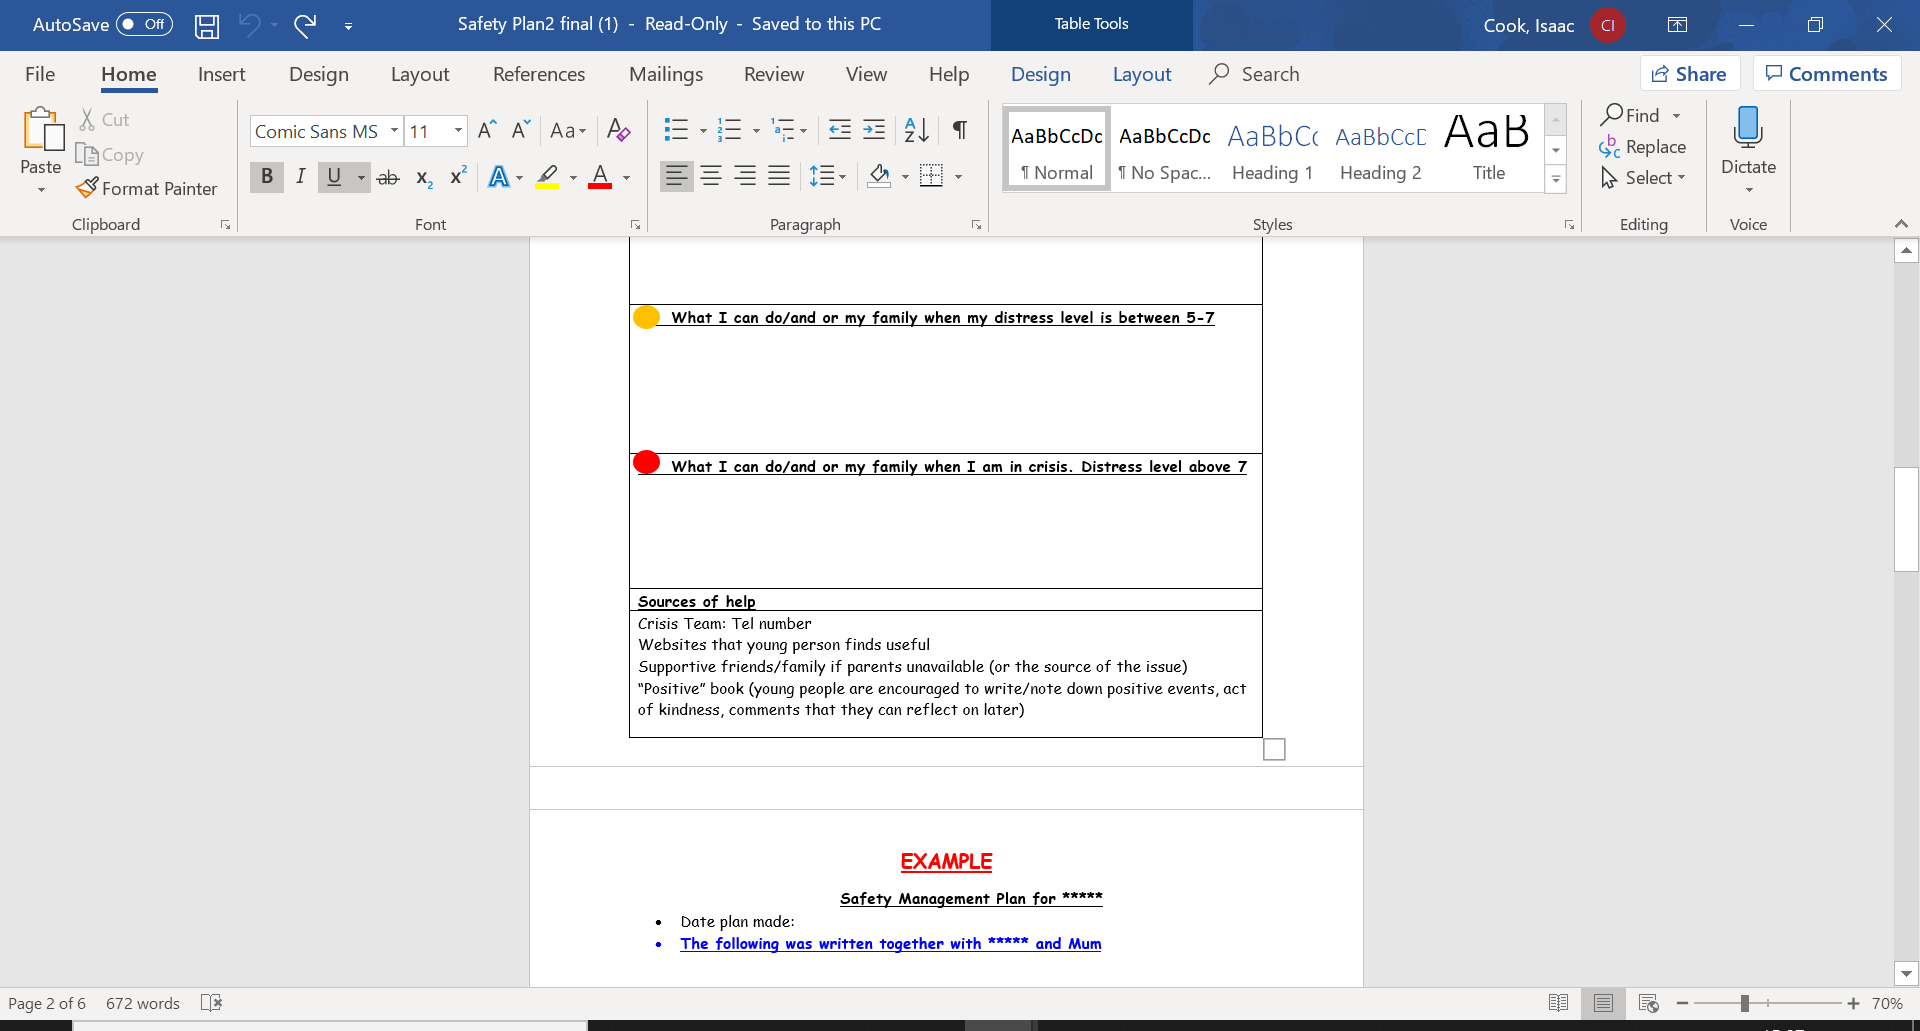 AutoSave Off Safety Plan2 final (1) - Read-Only - Saved to this PC Table Tools Cook, Isaac CI
File Home Insert Design Layout References Mailings Review View Help Design Layout Search Share Comments
Paste Cut Copy Format Painter
Clipboard
Comic Sans MS 11
Font
Paragraph
AaBbCcDc AaBbCcDc AaBbCc AaBbCcD AaB
¶ Normal ¶ No Spac... Heading 1 Heading 2 Title
Styles
Find
Replace
Select
Editing
Dictate
Voice
What I can do/and or my family when my distress level is between 5-7
What I can do/and or my family when I am in crisis. Distress level above 7
Sources of help
Crisis Team: Tel number
Websites that young person finds useful
Supportive friends/family if parents unavailable (or the source of the issue)
“Positive” book (young people are encouraged to write/note down positive events, act
of kindness, comments that they can reflect on later)
EXAMPLE
Safety Management Plan for *****
• Date plan made:
• The following was written together with ***** and Mum
Page 2 of 6 672 words 70%